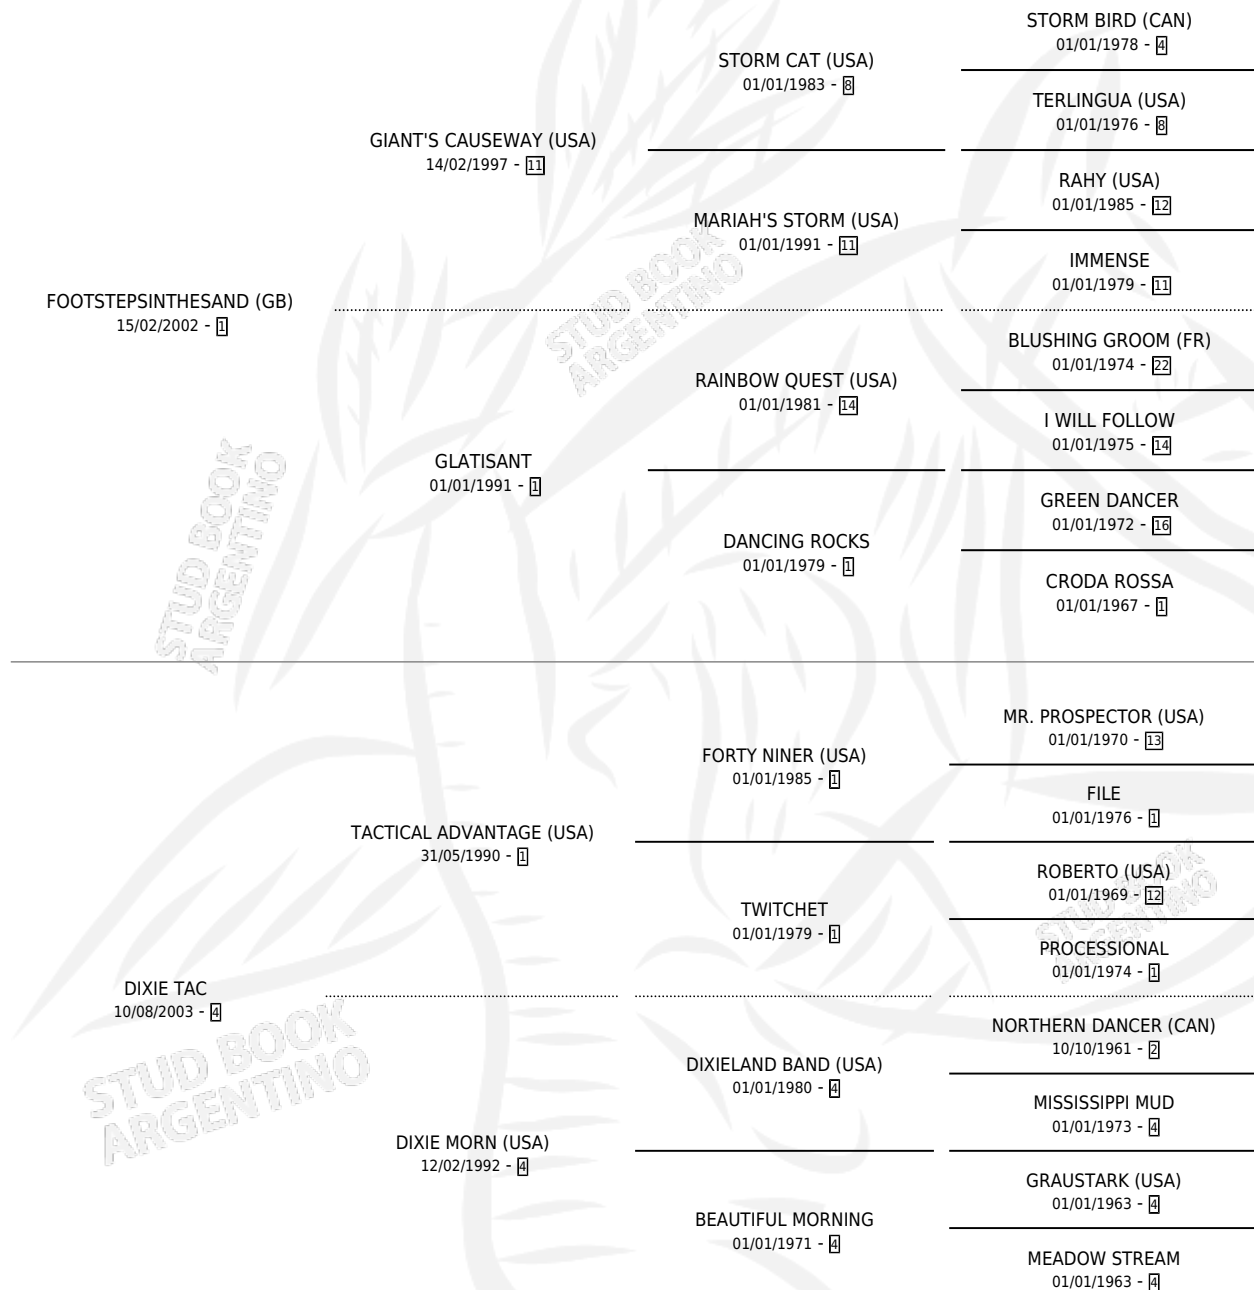 STORM BIRD (CAN)
01/01/1978 - 4
STORM CAT (USA)
01/01/1983 - 8
TERLINGUA (USA)
01/01/1976 - 8
GIANT'S CAUSEWAY (USA)
14/02/1997 - 11
RAHY (USA)
01/01/1985 - 12
MARIAH'S STORM (USA)
01/01/1991 - 11
IMMENSE
01/01/1979 - 11
FOOTSTEPSINTHESAND (GB)
15/02/2002 - 1
BLUSHING GROOM (FR)
01/01/1974 - 22
RAINBOW QUEST (USA)
01/01/1981 - 14
I WILL FOLLOW
01/01/1975 - 14
GLATISANT
01/01/1991 - 1
GREEN DANCER
01/01/1972 - 16
DANCING ROCKS
01/01/1979 - 1
CRODA ROSSA
01/01/1967 - 1
MR. PROSPECTOR (USA)
01/01/1970 - 13
FORTY NINER (USA)
01/01/1985 - 1
FILE
01/01/1976 - 1
TACTICAL ADVANTAGE (USA)
31/05/1990 - 1
ROBERTO (USA)
01/01/1969 - 12
TWITCHET
01/01/1979 - 1
PROCESSIONAL
01/01/1974 - 1
DIXIE TAC
10/08/2003 - 4
NORTHERN DANCER (CAN)
10/10/1961 - 2
DIXIELAND BAND (USA)
01/01/1980 - 4
MISSISSIPPI MUD
01/01/1973 - 4
DIXIE MORN (USA)
12/02/1992 - 4
GRAUSTARK (USA)
01/01/1963 - 4
BEAUTIFUL MORNING
01/01/1971 - 4
MEADOW STREAM
01/01/1963 - 4
STUD BOOK
ARGENTINO
STUD BOOK
ARGENTINO
STUD BOOK
ARGENTINO
STUD BOOK
ARGENTINO